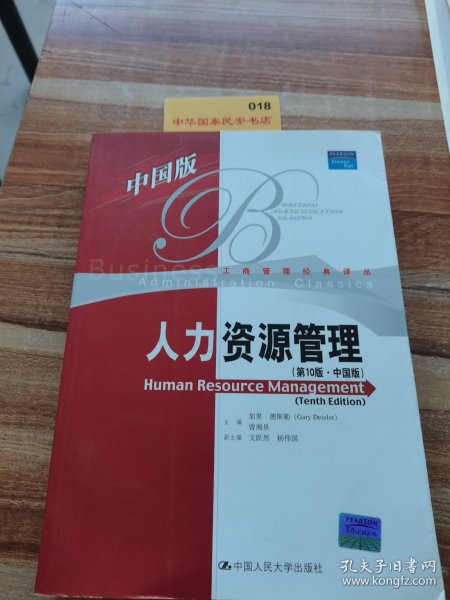 018
中华国泰民安书店
中国版
PEARSON
Prentice
Hall
B
BUSINESS
ADMINISTRATION
CLASSICS
工商管理经典译丛
Business
Administration Classics
人力资源管理
(第10版·中国版)
Human Resource Management
(Tenth Edition)
主 编 加里·德斯勒 (Gary Dessler)
曾湘泉
副主编 文跃然 杨伟国
PEARSON
Education
中国人民大学出版社
孔夫子旧书网
www.kongfz.com